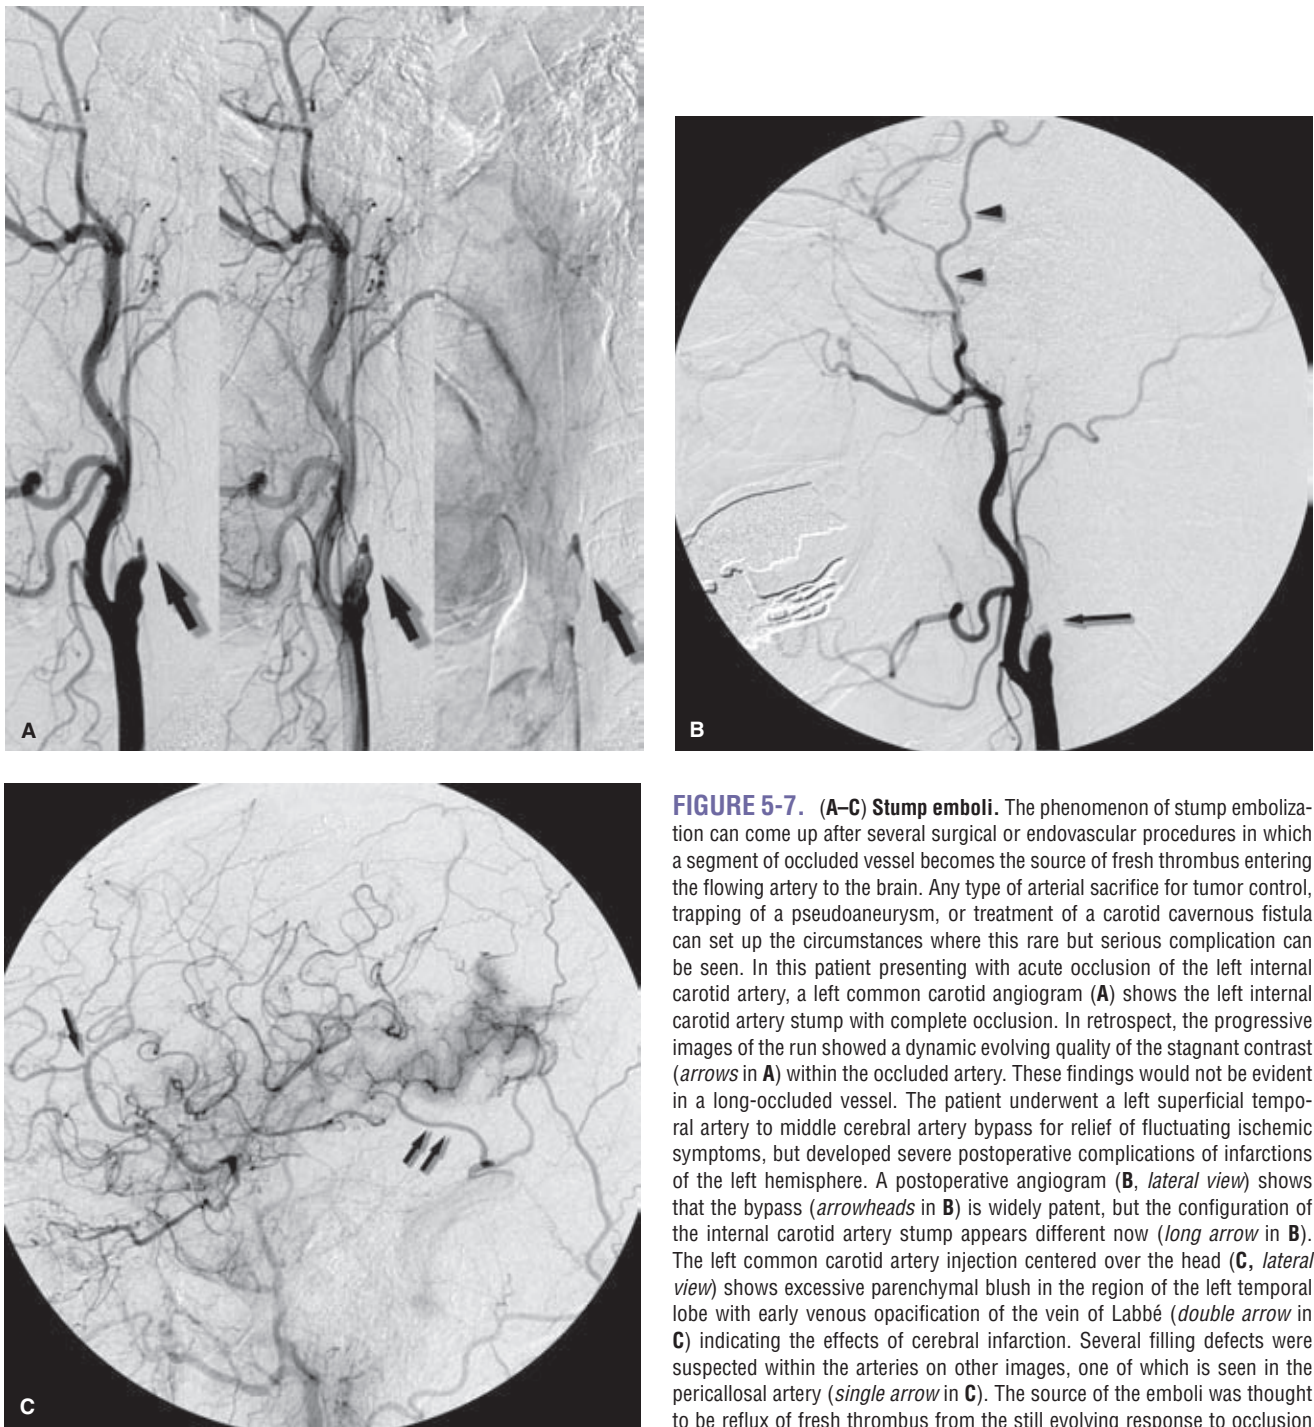 A
B
C
FIGURE 5-7. (A–C) Stump emboli. The phenomenon of stump emboliza-
tion can come up after several surgical or endovascular procedures in which
a segment of occluded vessel becomes the source of fresh thrombus entering
the flowing artery to the brain. Any type of arterial sacrifice for tumor control,
trapping of a pseudoaneurysm, or treatment of a carotid cavernous fistula
can set up the circumstances where this rare but serious complication can
be seen. In this patient presenting with acute occlusion of the left internal
carotid artery, a left common carotid angiogram (A) shows the left internal
carotid artery stump with complete occlusion. In retrospect, the progressive
images of the run showed a dynamic evolving quality of the stagnant contrast
(arrows in A) within the occluded artery. These findings would not be evident
in a long-occluded vessel. The patient underwent a left superficial tempo-
ral artery to middle cerebral artery bypass for relief of fluctuating ischemic
symptoms, but developed severe postoperative complications of infarctions
of the left hemisphere. A postoperative angiogram (B, lateral view) shows
that the bypass (arrowheads in B) is widely patent, but the configuration of
the internal carotid artery stump appears different now (long arrow in B).
The left common carotid artery injection centered over the head (C, lateral
view) shows excessive parenchymal blush in the region of the left temporal
lobe with early venous opacification of the vein of Labbé (double arrow in
C) indicating the effects of cerebral infarction. Several filling defects were
suspected within the arteries on other images, one of which is seen in the
pericallosal artery (single arrow in C). The source of the emboli was thought
to be reflux of fresh thrombus from the still evolving response to occlusion